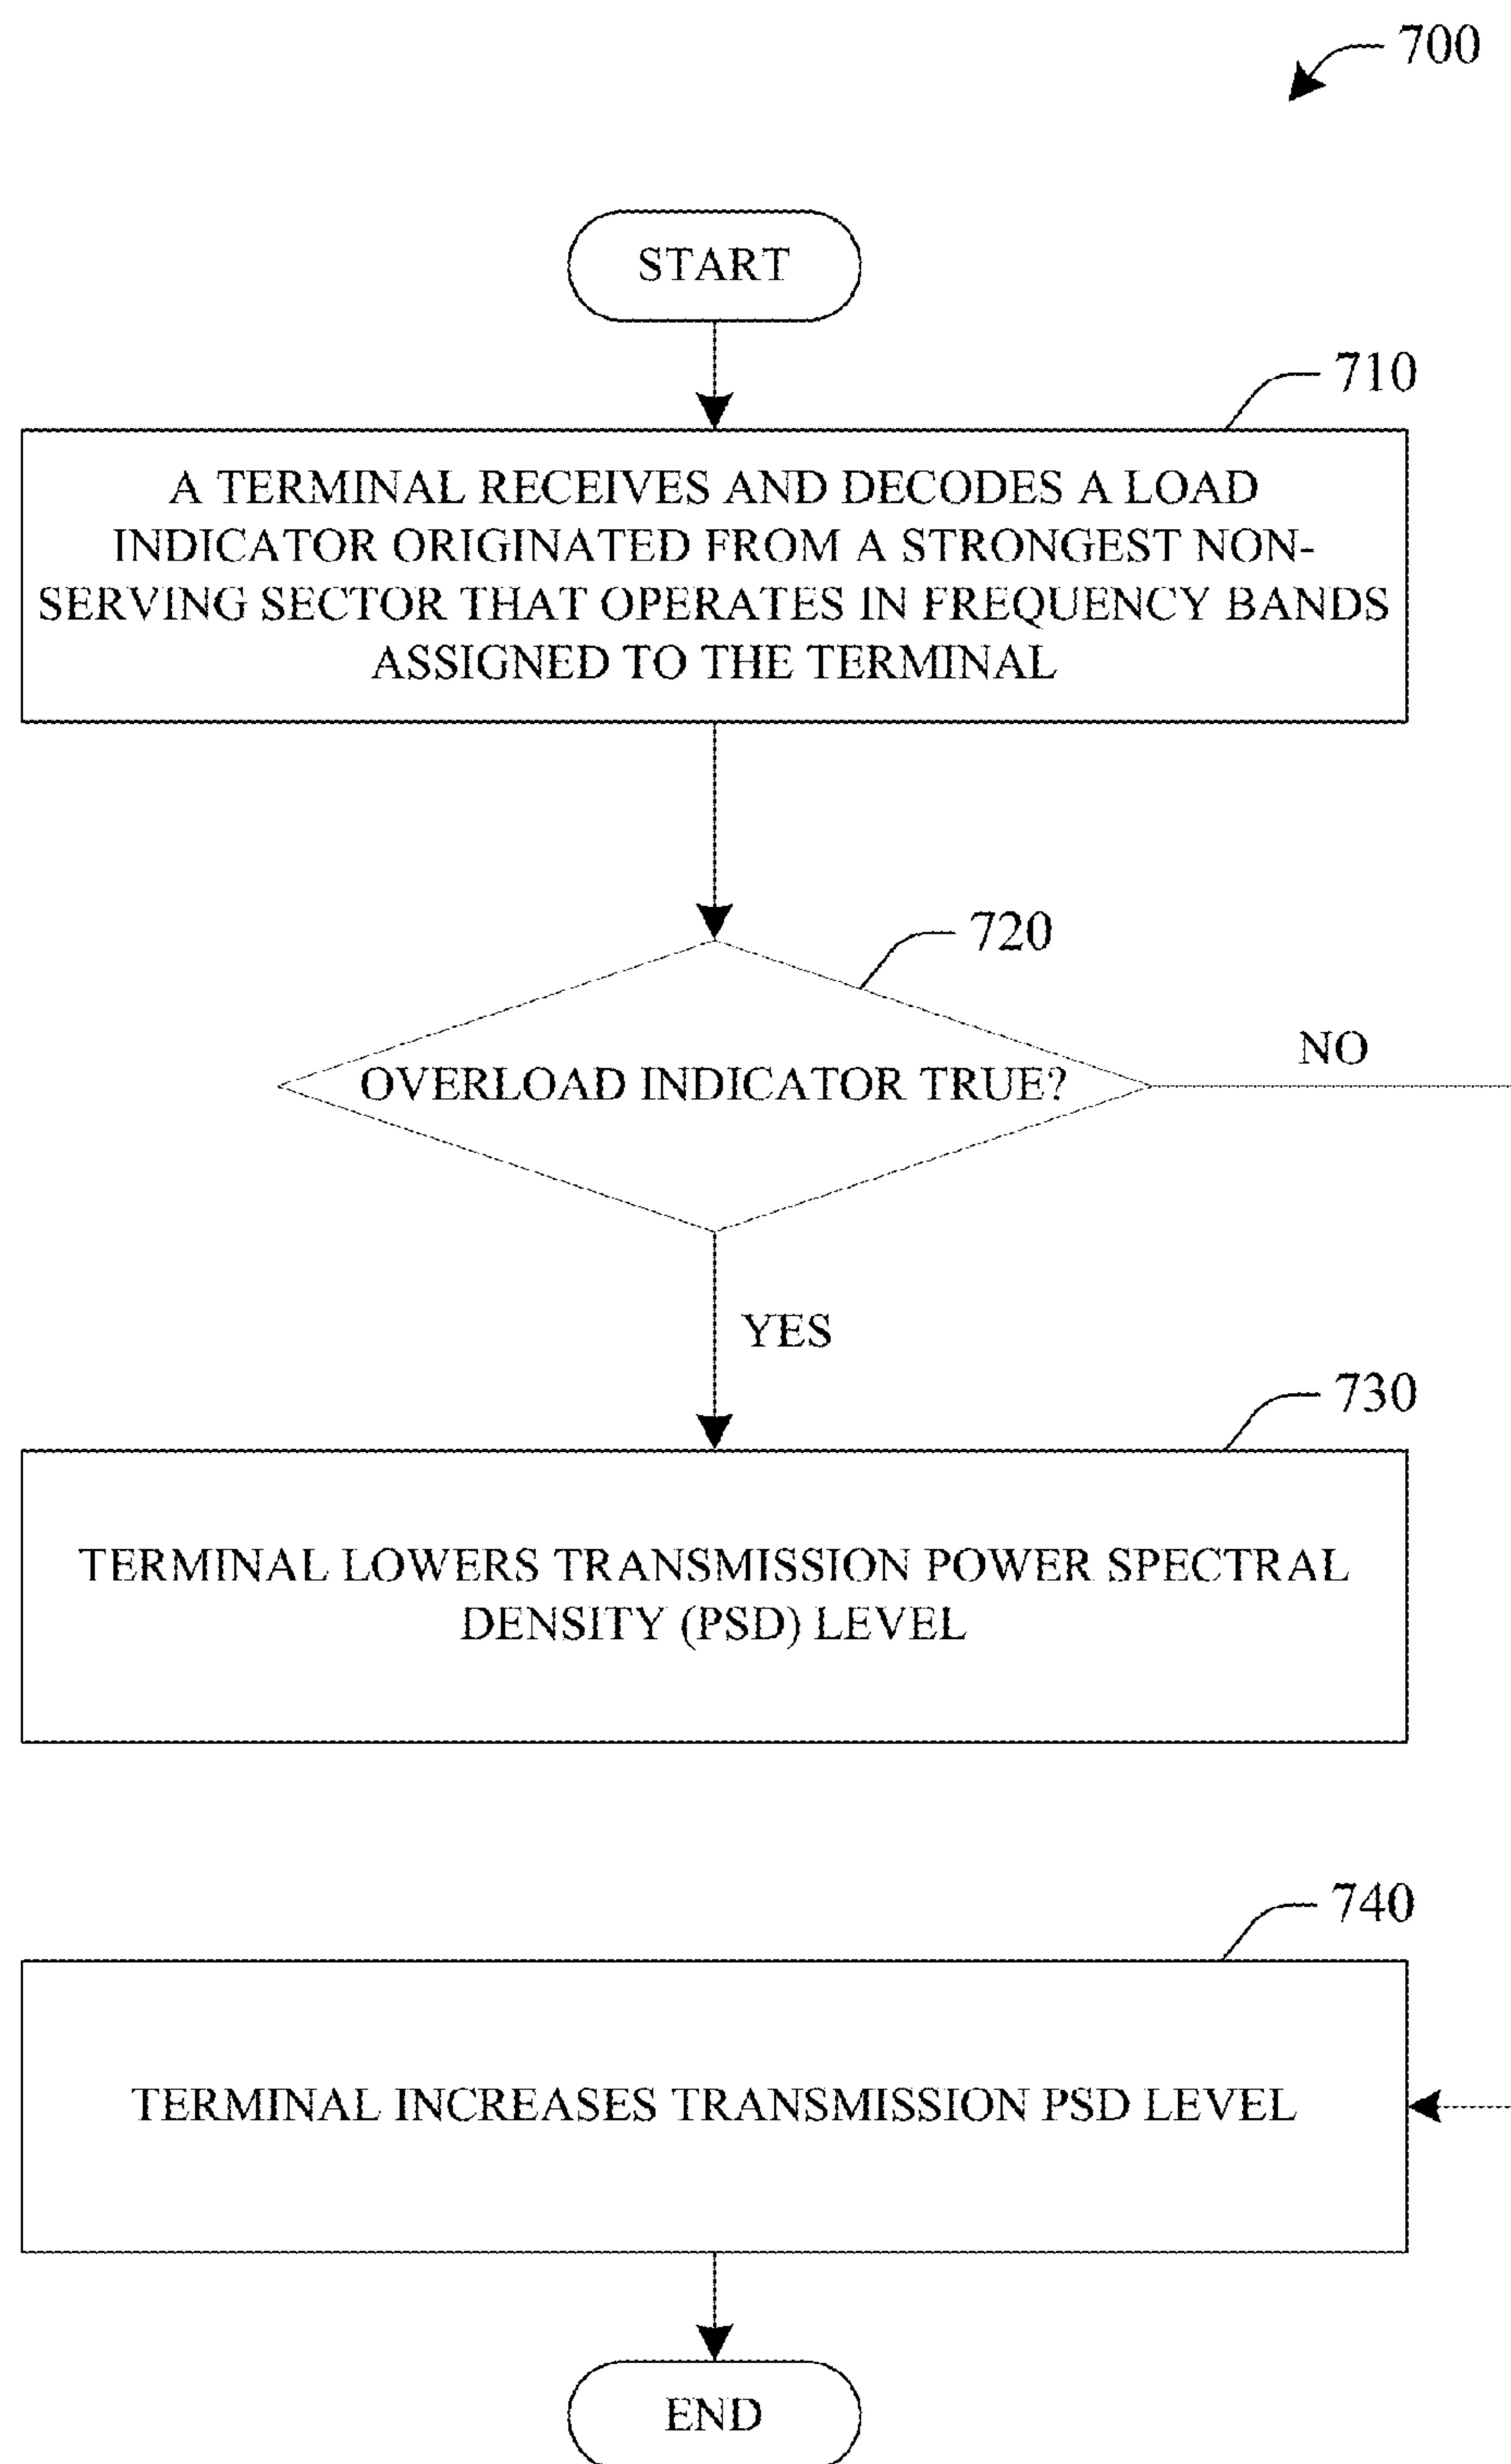 700
START
710
A TERMINAL RECEIVES AND DECODES A LOAD
INDICATOR ORIGINATED FROM A STRONGEST NON-
SERVING SECTOR THAT OPERATES IN FREQUENCY BANDS
ASSIGNED TO THE TERMINAL
720
OVERLOAD INDICATOR TRUE?
NO
YES
730
TERMINAL LOWERS TRANSMISSION POWER SPECTRAL
DENSITY (PSD) LEVEL
740
TERMINAL INCREASES TRANSMISSION PSD LEVEL
END